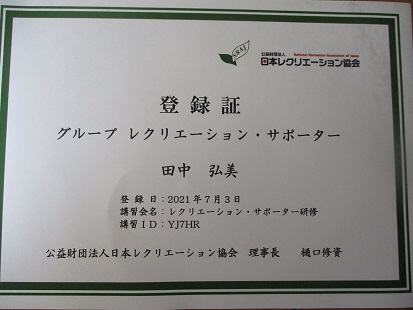 NRAJ
公益財団法人 National Recreation Association of Japan
日本レクリエーション協会
登録証
グループ レクリエーション・サポーター
田中 弘美
登 録 日：2021年7月3日
講習会名：レクリエーション・サポーター研修
講習ＩＤ：YJ7HR
公益財団法人日本レクリエーション協会 理事長 樋口修資